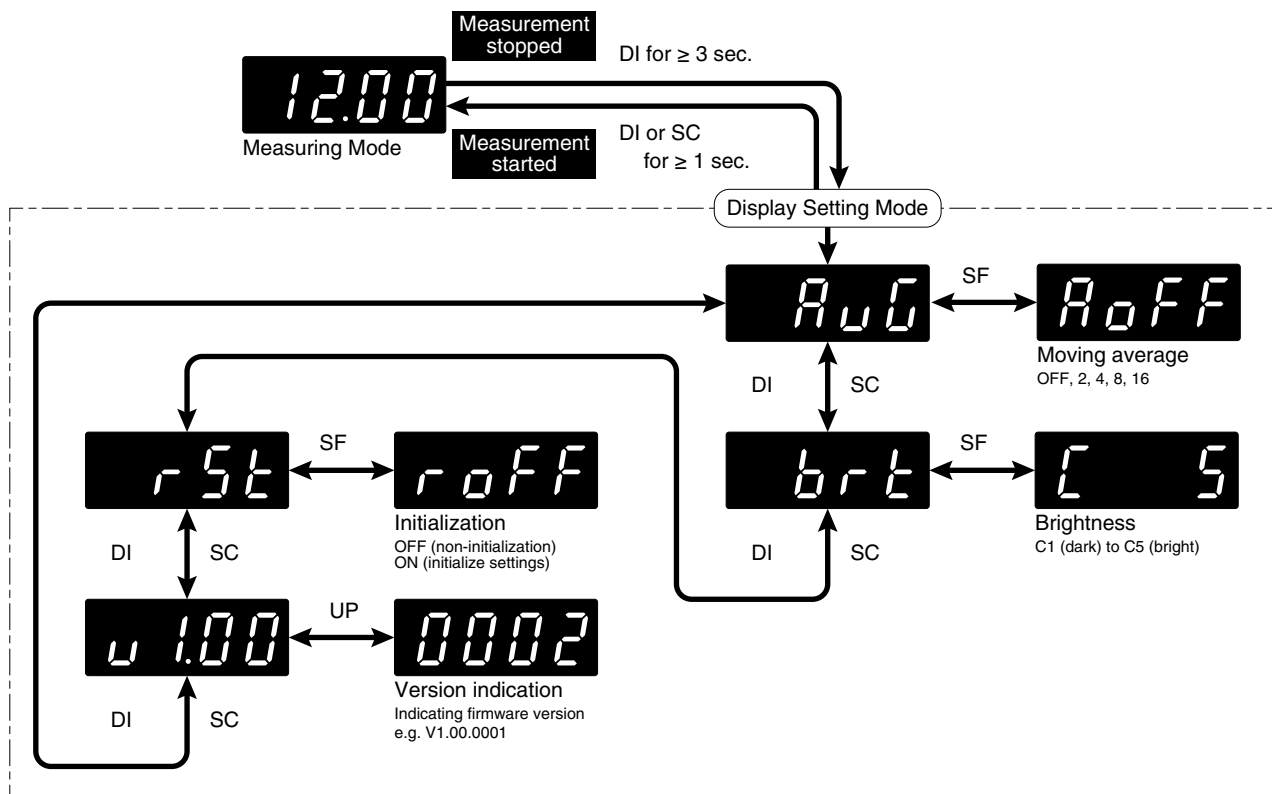 Measurement
stopped
DI for ≥ 3 sec.
12.00
Measuring Mode
Measurement
started
DI or SC
for ≥ 1 sec.
Display Setting Mode
AvG
SF
AoFF
Moving average
OFF, 2, 4, 8, 16
DI
SC
rSt
SF
roFF
Initialization
OFF (non-initialization)
ON (initialize settings)
brt
SF
C 5
Brightness
C1 (dark) to C5 (bright)
DI
SC
DI
SC
v 1.00
UP
0002
Version indication
Indicating firmware version
e.g. V1.00.0001
DI
SC